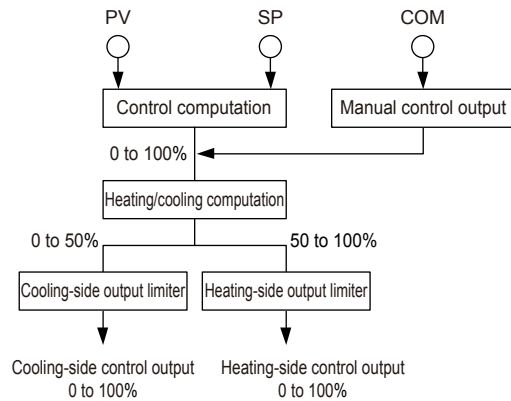 PV
SP
COM
Control computation
Manual control output
0 to 100%
Heating/cooling computation
0 to 50%
50 to 100%
Cooling-side output limiter
Heating-side output limiter
Cooling-side control output
0 to 100%
Heating-side control output
0 to 100%